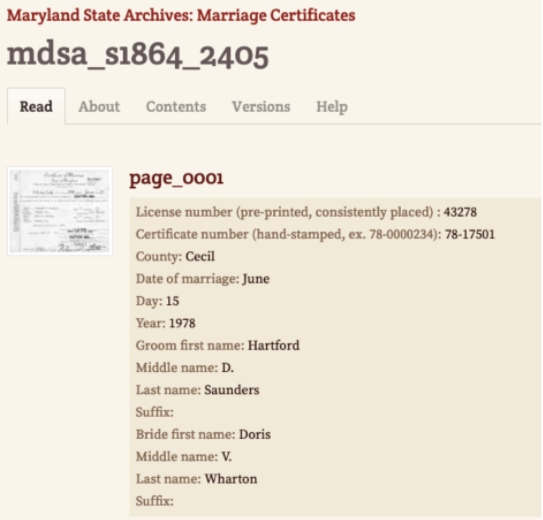 Maryland State Archives: Marriage Certificates
mdsa_s1864_2405
Read About Contents Versions Help
page_0001
License number (pre-printed, consistently placed) : 43278
Certificate number (hand-stamped, ex. 78-0000234): 78-17501
County: Cecil
Date of marriage: June
Day: 15
Year: 1978
Groom first name: Hartford
Middle name: D.
Last name: Saunders
Suffix:
Bride first name: Doris
Middle name: V.
Last name: Wharton
Suffix: